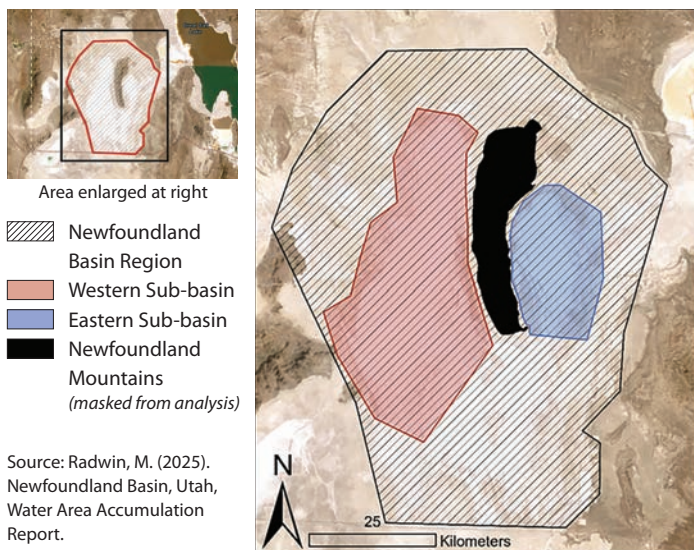 Area enlarged at right
Newfoundland
Basin Region
Western Sub-basin
Eastern Sub-basin
Newfoundland
Mountains
(masked from analysis)
Source: Radwin, M. (2025).
Newfoundland Basin, Utah,
Water Area Accumulation
Report.
N
25
Kilometers